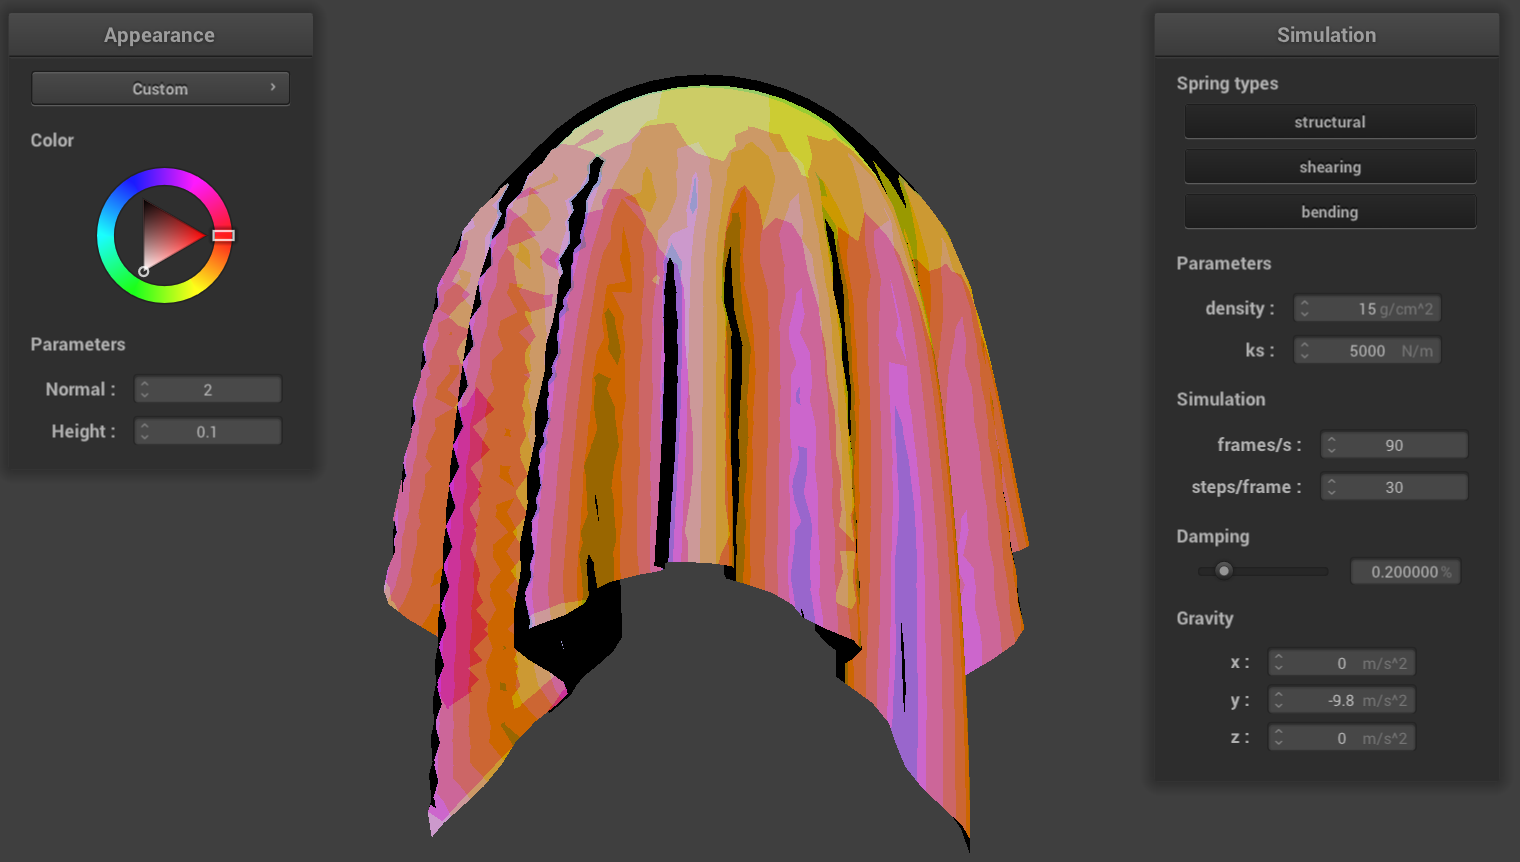 Appearance
Custom
Color
Parameters
Normal : 2
Height : 0.1
Simulation
Spring types
structural
shearing
bending
Parameters
density : 15 g/cm^2
ks : 5000 N/m
Simulation
frames/s : 90
steps/frame : 30
Damping
0.200000 %
Gravity
x : 0 m/s^2
y : -9.8 m/s^2
z : 0 m/s^2